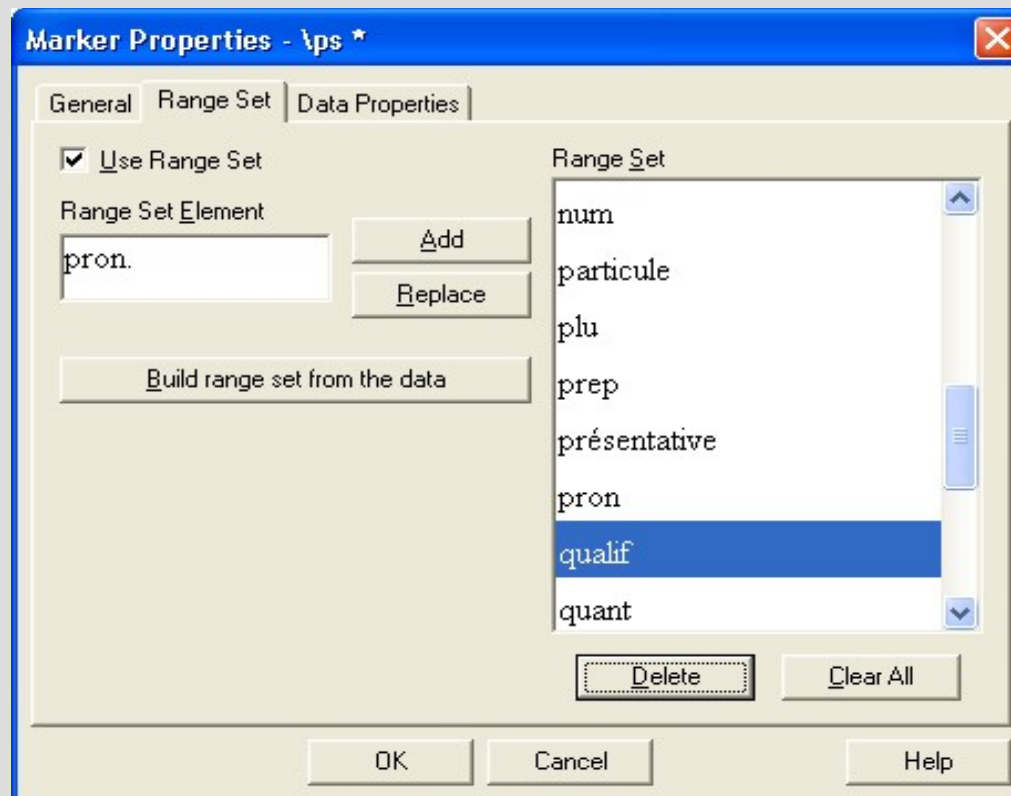 Marker Properties - \ps *
General Range Set Data Properties
Use Range Set
Range Set Element
pron.
Add
Replace
Build range set from the data
Range Set
num
particule
plu
prep
présentative
pron
qualif
quant
Delete Clear All
OK Cancel Help